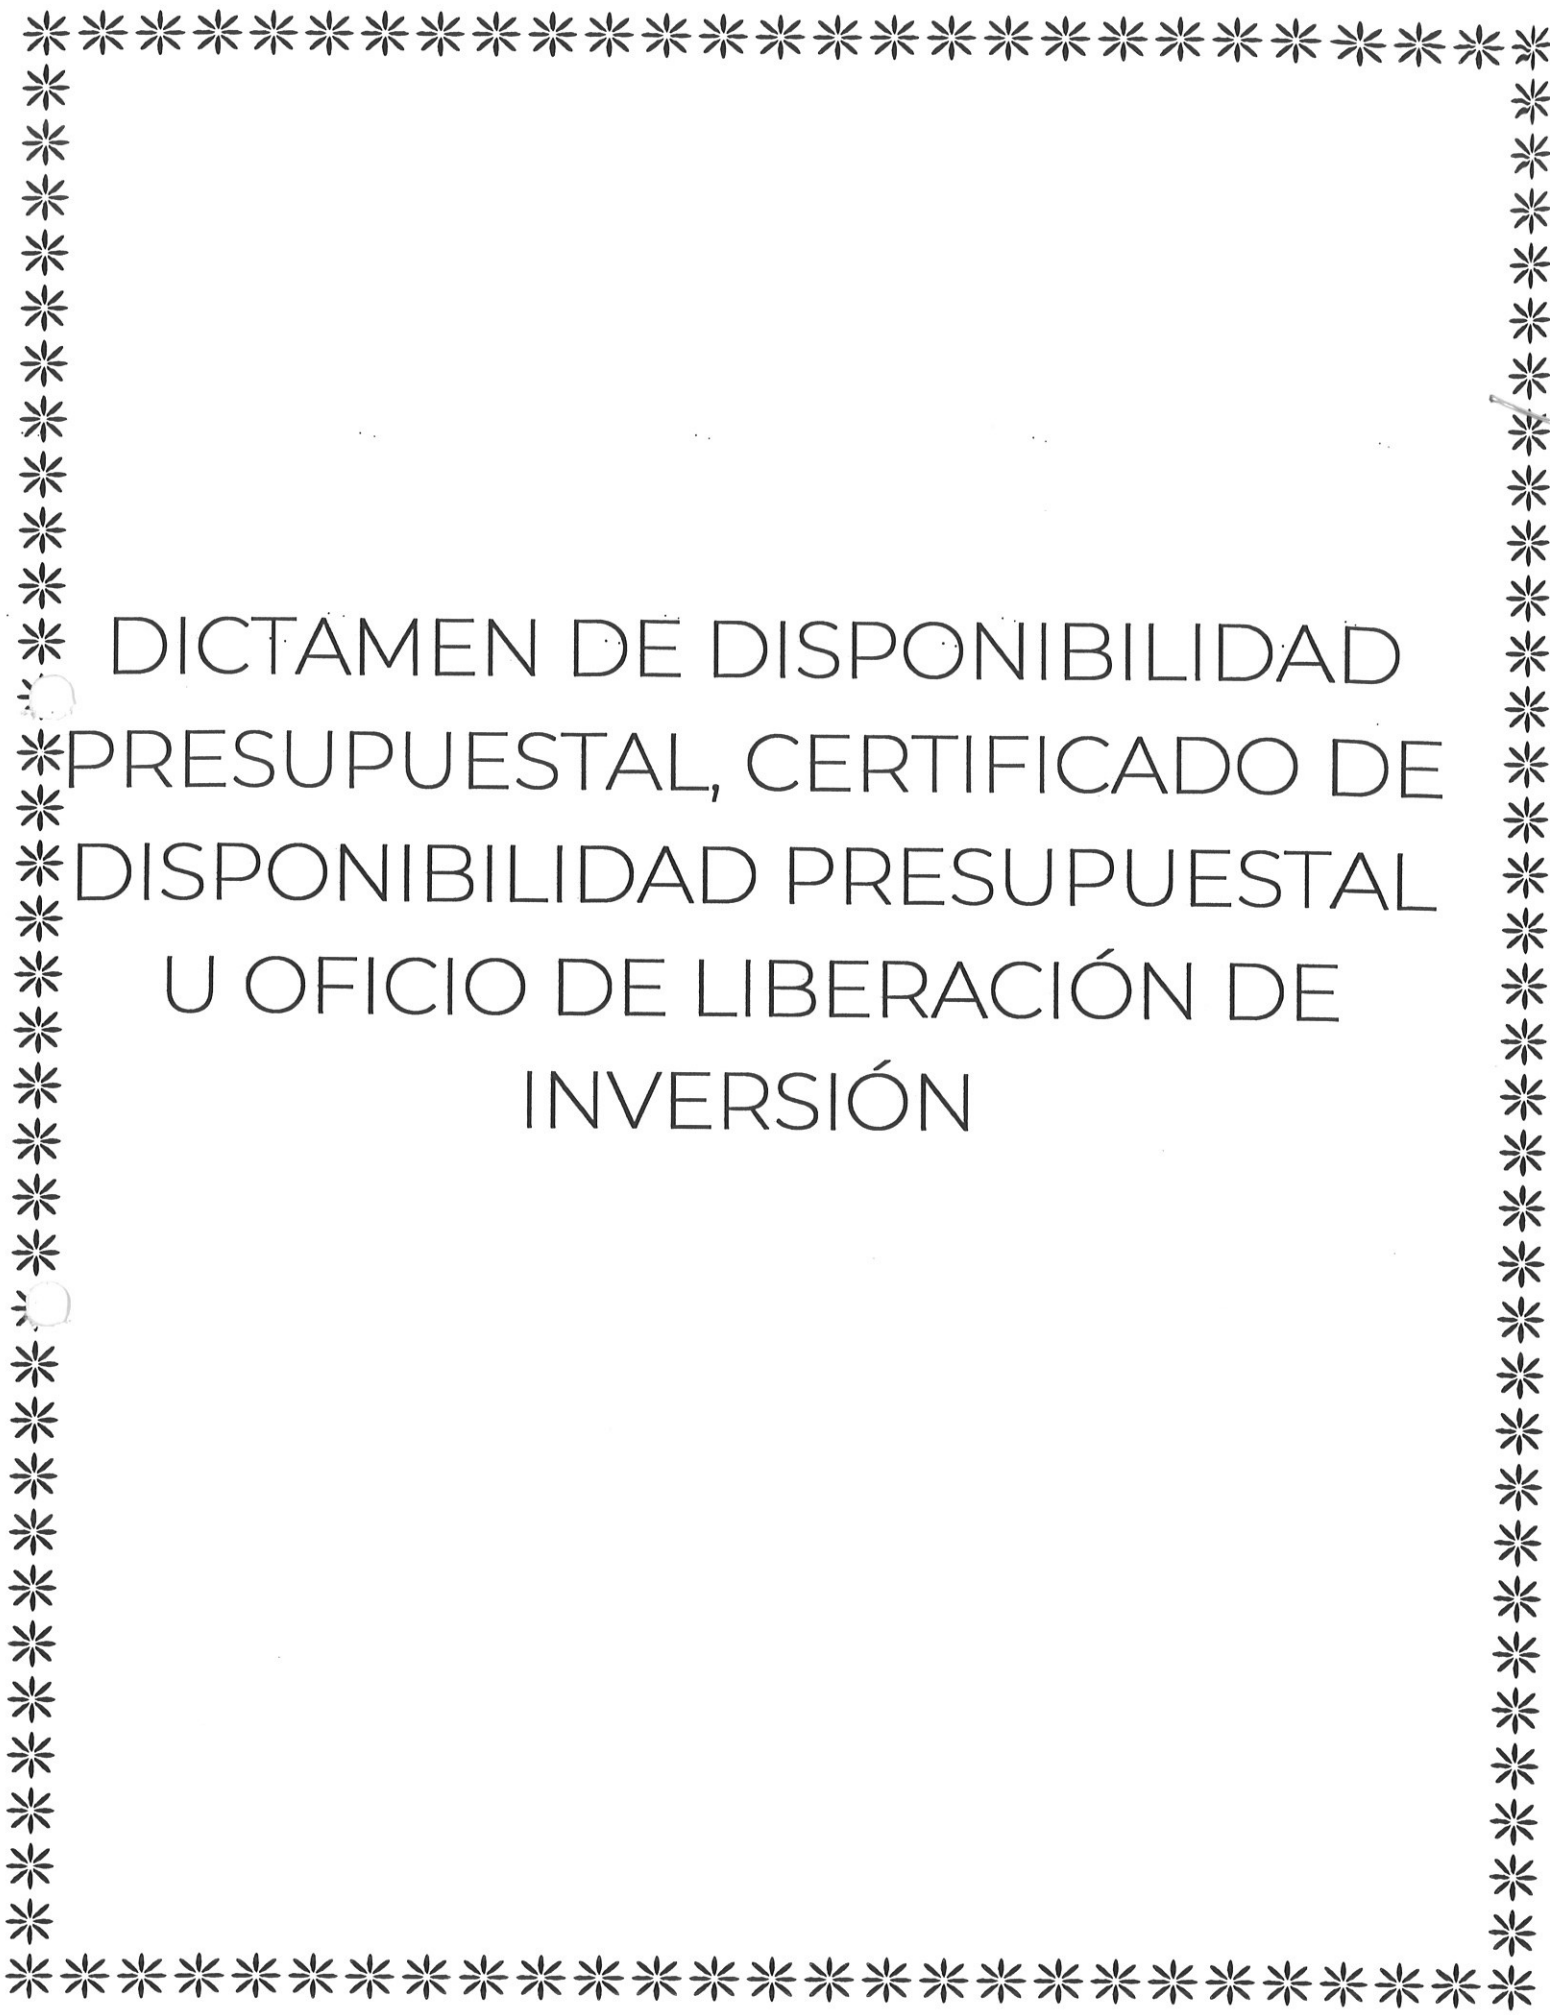 DICTAMEN DE DISPONIBILIDAD
PRESUPUESTAL, CERTIFICADO DE
DISPONIBILIDAD PRESUPUESTAL
U OFICIO DE LIBERACIÓN DE
INVERSIÓN